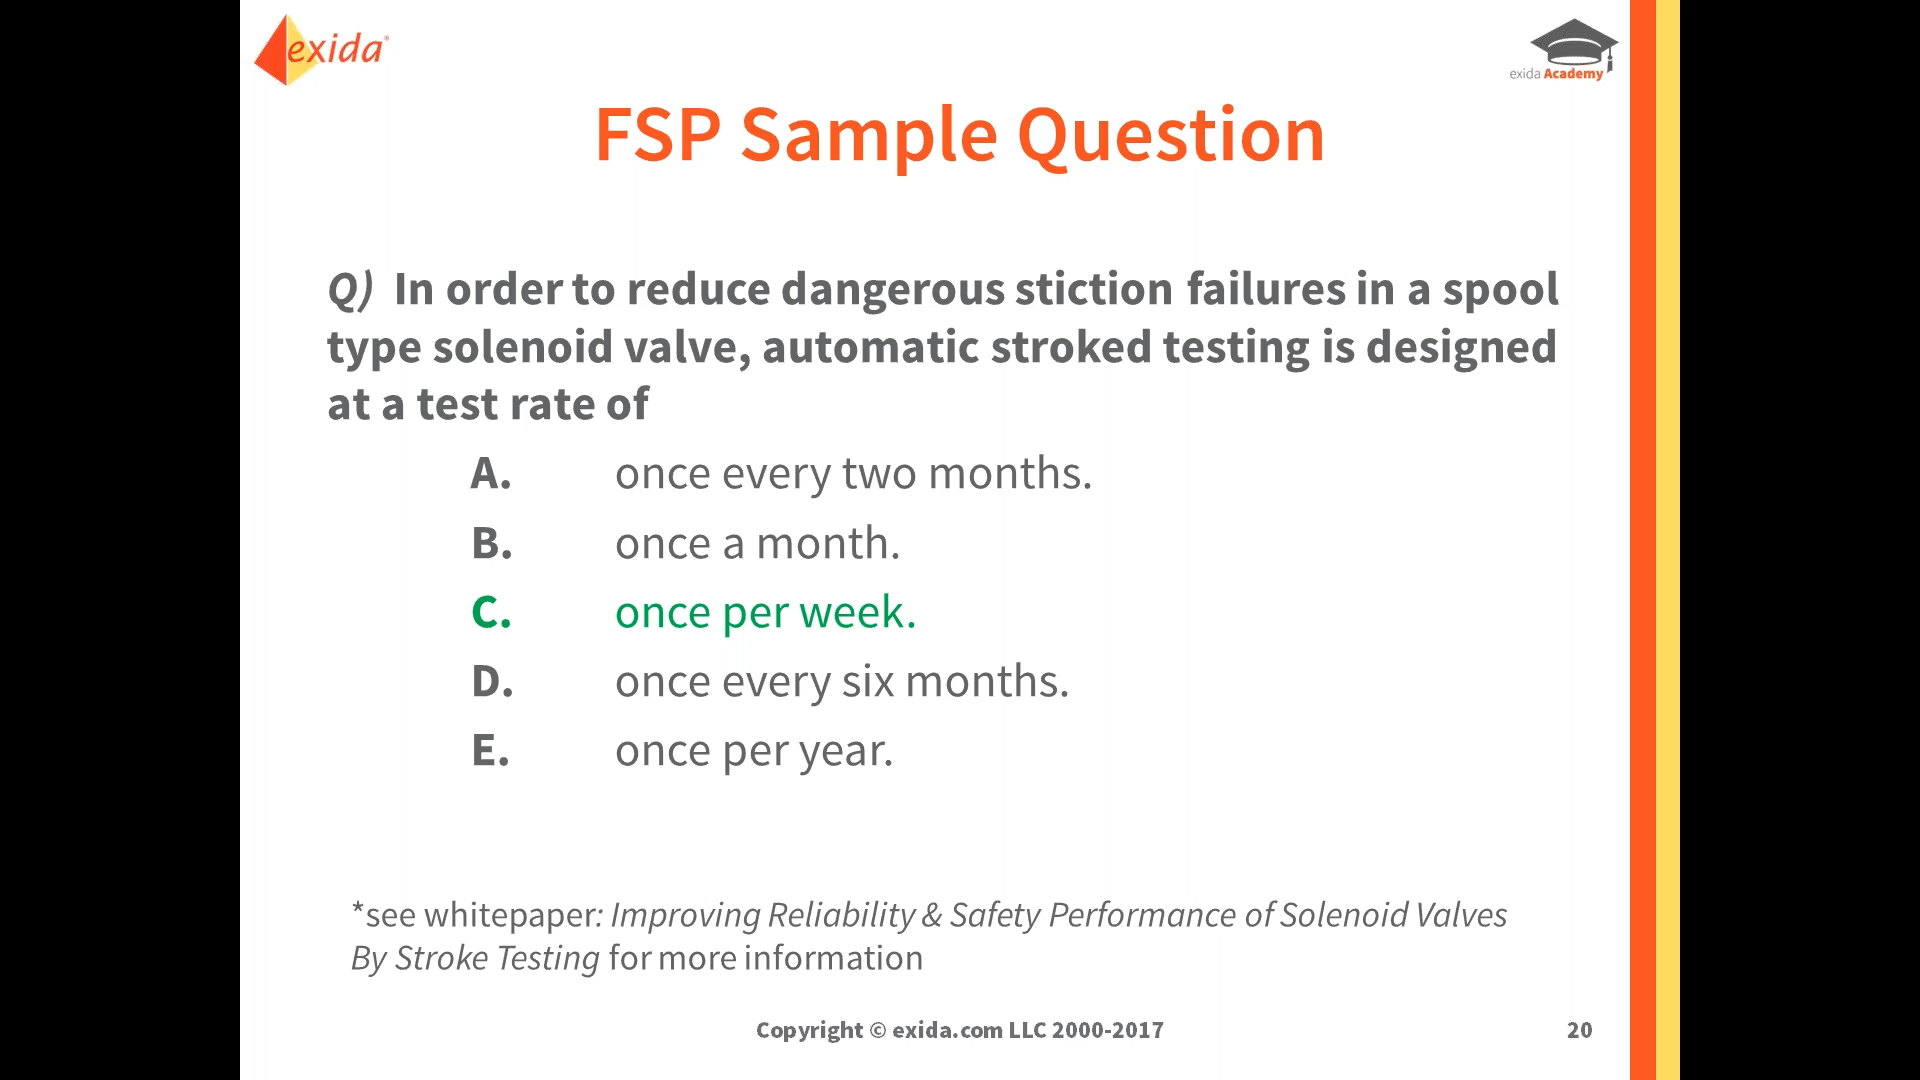 exida®
exida Academy
FSP Sample Question
Q) In order to reduce dangerous stiction failures in a spool
type solenoid valve, automatic stroked testing is designed
at a test rate of
A. once every two months.
B. once a month.
C. once per week.
D. once every six months.
E. once per year.
*see whitepaper: Improving Reliability & Safety Performance of Solenoid Valves
By Stroke Testing for more information
Copyright © exida.com LLC 2000-2017
20